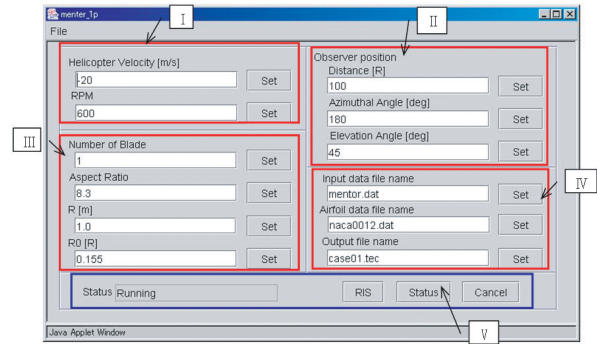 menter_1p
I
II
File
Helicopter Velocity [m/s]
-20
Set
RPM
600
Set
Observer position
Distance [R]
100
Set
Azimuthal Angle [deg]
180
Set
Elevation Angle [deg]
45
Set
III
Number of Blade
1
Set
Aspect Ratio
8.3
Set
R [m]
1.0
Set
R0 [R]
0.155
Set
IV
Input data file name
mentor.dat
Set
Airfoil data file name
naca0012.dat
Set
Output file name
case01.tec
Set
Status Running
RIS
Status
Cancel
V
Java Applet Window